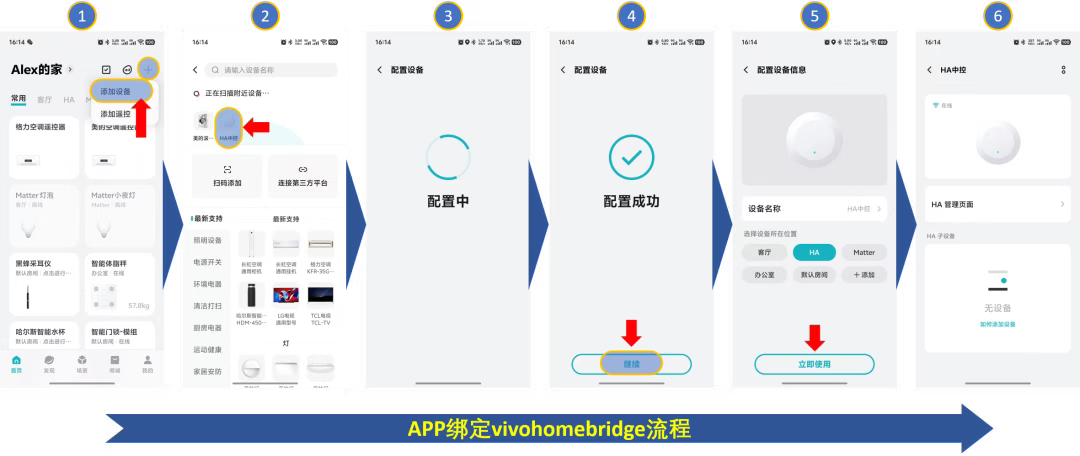 1
2
3
4
5
6
16:14
Alex的家
添加设备
添加遥控
常用
客厅
HA
M
格力空调遥控器
美的空调遥控
Matter灯泡
客厅
离线
Matter小夜灯
Matter
离线
黑蜂采耳仪
默认房间
点击进行…
智能体脂秤
办公室
在线
57.8kg
哈尔斯智能水杯
默认房间
点击进行…
智能门锁-模组
默认房间
在线
首页
发现
场景
商城
我的
16:14
请输入设备名称
正在扫描附近设备…
美的滚…
HA中控
扫码添加
连接第三方平台
最新支持
最新支持
照明设备
电源开关
环境电器
清洁打扫
厨房电器
运动健康
家居安防
长虹空调
通用柜机
长虹空调
通用挂机
格力空调
KFR-35G…
哈尔斯智能…
HDM-450…
LG电视
通用型号
TCL电视
TCL-TV
灯
16:14
配置设备
配置中
16:14
配置设备
配置成功
继续
16:14
配置设备信息
设备名称
HA中控
选择设备所在位置
客厅
HA
Matter
办公室
默认房间
+ 添加
立即使用
16:14
HA中控
在线
HA 管理页面
HA 子设备
无设备
如何添加设备
APP绑定vivohomebridge流程